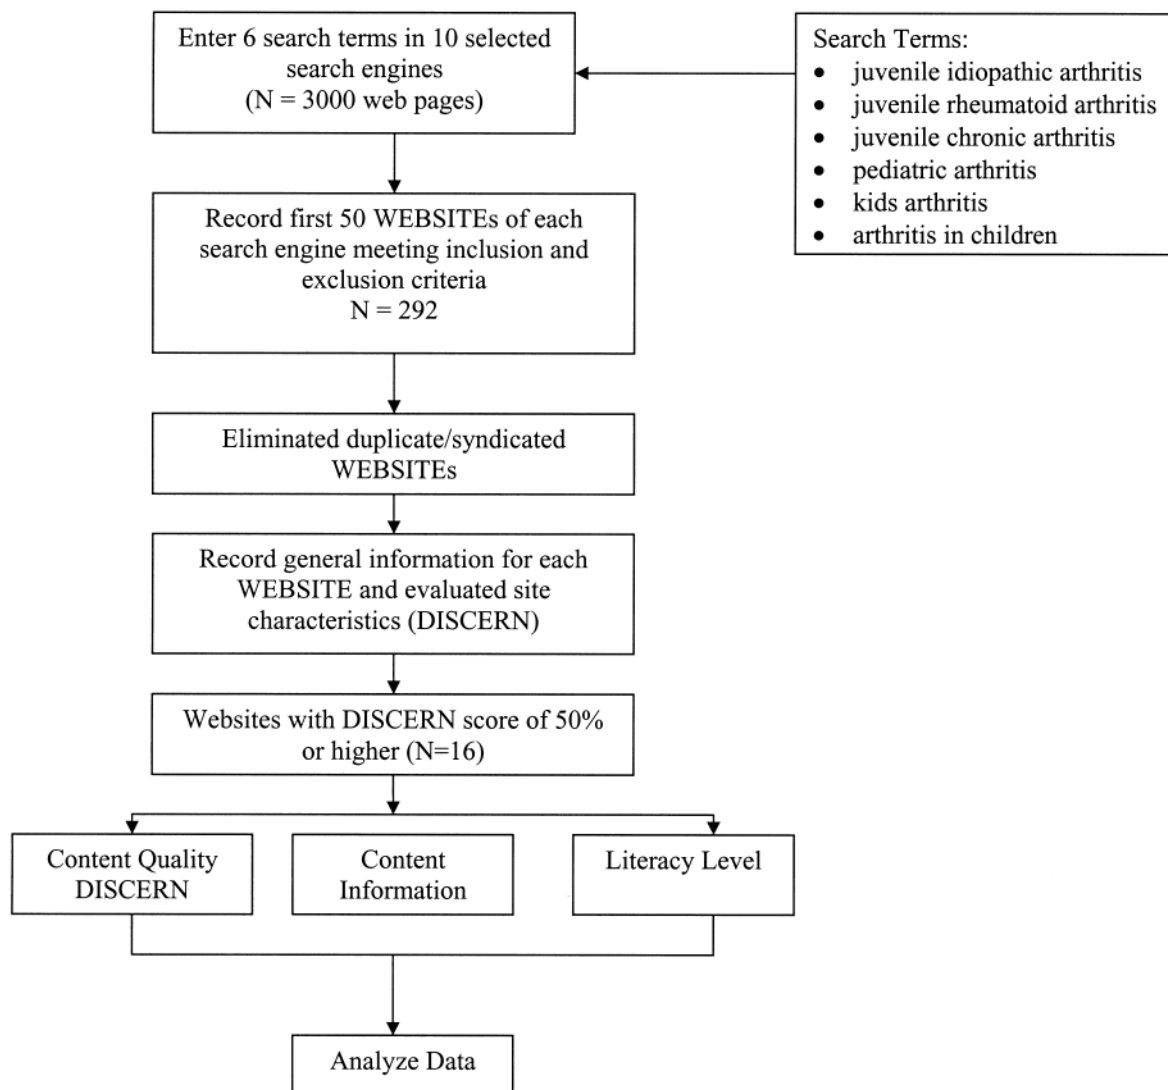 Enter 6 search terms in 10 selected
search engines
(N = 3000 web pages)
Search Terms:
• juvenile idiopathic arthritis
• juvenile rheumatoid arthritis
• juvenile chronic arthritis
• pediatric arthritis
• kids arthritis
• arthritis in children
Record first 50 WEBSITEs of each
search engine meeting inclusion and
exclusion criteria
N = 292
Eliminated duplicate/syndicated
WEBSITEs
Record general information for each
WEBSITE and evaluated site
characteristics (DISCERN)
Websites with DISCERN score of 50%
or higher (N=16)
Content Quality
DISCERN
Content
Information
Literacy Level
Analyze Data